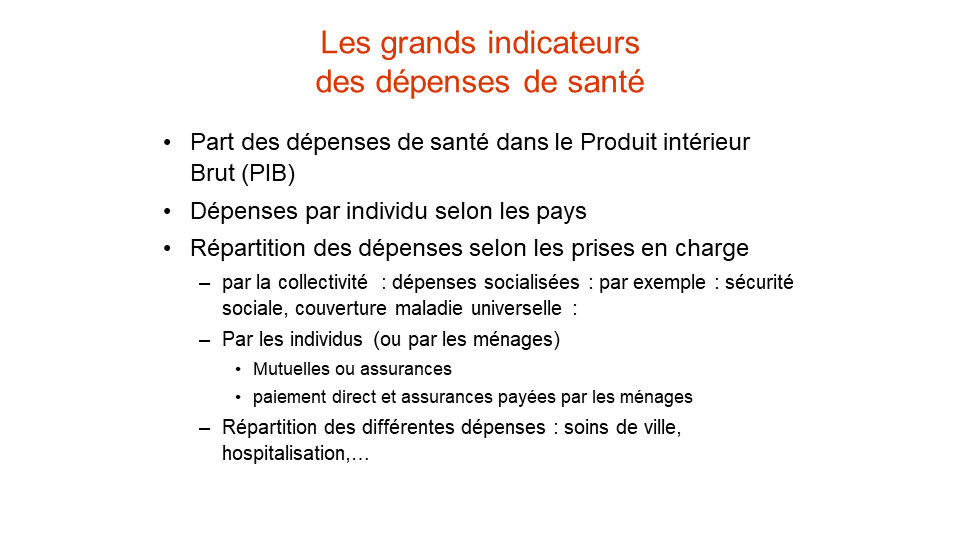 Les grands indicateurs
des dépenses de santé
• Part des dépenses de santé dans le Produit intérieur
Brut (PIB)
• Dépenses par individu selon les pays
• Répartition des dépenses selon les prises en charge
– par la collectivité : dépenses socialisées : par exemple : sécurité
sociale, couverture maladie universelle :
– Par les individus (ou par les ménages)
• Mutuelles ou assurances
• paiement direct et assurances payées par les ménages
– Répartition des différentes dépenses : soins de ville,
hospitalisation,…